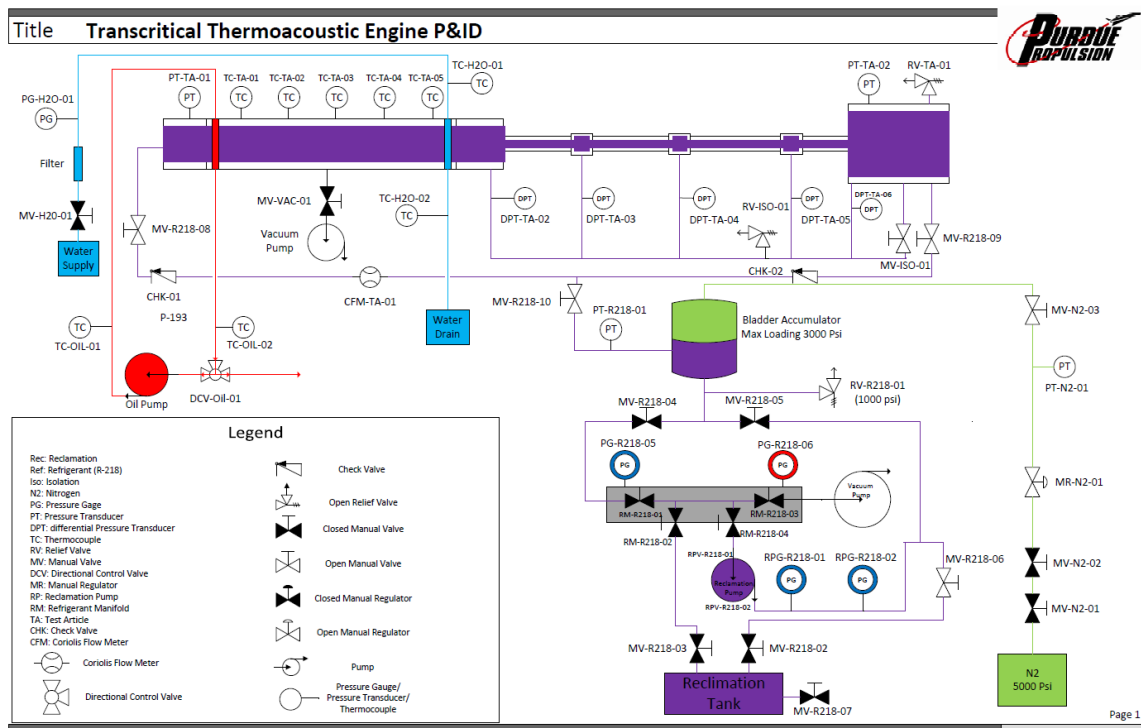 Title Transcritical Thermoacoustic Engine P&ID
PURDUE
PROPULSION
TC-H2O-01
PT-TA-01
TC-TA-01
TC-TA-02
TC-TA-03
TC-TA-04
TC-TA-05
TC
PT-TA-02
RV-TA-01
PG-H2O-01
PT
TC
TC
TC
TC
TC
PT
PG
Filter
MV-H20-01
Water
Supply
MV-R218-08
MV-VAC-01
Vacuum
Pump
TC-H2O-02
TC
DPT
DPT-TA-02
DPT
DPT-TA-03
DPT
DPT-TA-04
RV-ISO-01
DPT
DPT-TA-05
DPT-TA-06
DPT
MV-R218-09
MV-ISO-01
CHK-01
P-193
CFM-TA-01
CHK-02
MV-R218-10
PT-R218-01
PT
Bladder Accumulator
Max Loading 3000 Psi
MV-N2-03
TC
TC-OIL-01
TC
TC-OIL-02
Water
Drain
Oil Pump
DCV-Oil-01
PT
PT-N2-01
RV-R218-01
(1000 psi)
MV-R218-04
MV-R218-05
PG-R218-05
PG
PG-R218-06
PG
Vacuum
Pump
MR-N2-01
RM-R218-01
RM-R218-03
RM-R218-02
RM-R218-04
RPV-R218-01
Reclamation
Pump
RPV-R218-02
RPG-R218-01
PG
RPG-R218-02
PG
MV-R218-06
MV-N2-02
MV-N2-01
MV-R218-03
MV-R218-02
Reclimation
Tank
MV-R218-07
N2
5000 Psi
Legend
Rec: Reclamation
Ref: Refrigerant (R-218)
Iso: Isolation
N2: Nitrogen
PG: Pressure Gage
PT: Pressure Transducer
DPT: differential Pressure Transducer
TC: Thermocouple
RV: Relief Valve
MV: Manual Valve
DCV: Directional Control Valve
MR: Manual Regulator
RP: Reclamation Pump
RM: Refrigerant Manifold
TA: Test Article
CHK: Check Valve
CFM: Coriolis Flow Meter
Coriolis Flow Meter
Directional Control Valve
Check Valve
Open Relief Valve
Closed Manual Valve
Open Manual Valve
Closed Manual Regulator
Open Manual Regulator
Pump
Pressure Gauge/
Pressure Transducer/
Thermocouple
Page 1